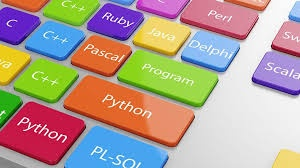 C++
Ruby
Perl
C++
Java
Delphi
C++
Pascal
Program
Scala
C++
Python
Python
PL-SQL